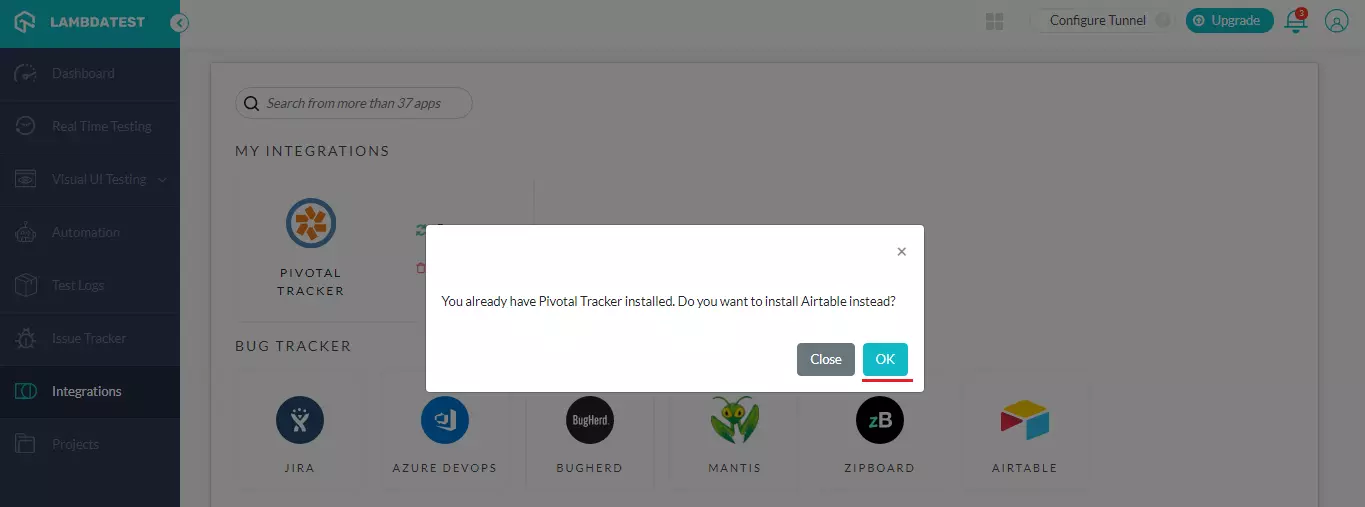 LAMBDATEST
Configure Tunnel
Upgrade
3
Dashboard
Real Time Testing
Visual UI Testing
Automation
Test Logs
Issue Tracker
Integrations
Projects
Search from more than 37 apps
MY INTEGRATIONS
PIVOTAL
TRACKER
You already have Pivotal Tracker installed. Do you want to install Airtable instead?
Close
OK
BUG TRACKER
BugHerd.
zB
JIRA
AZURE DEVOPS
BUGHERD
MANTIS
ZIPBOARD
AIRTABLE